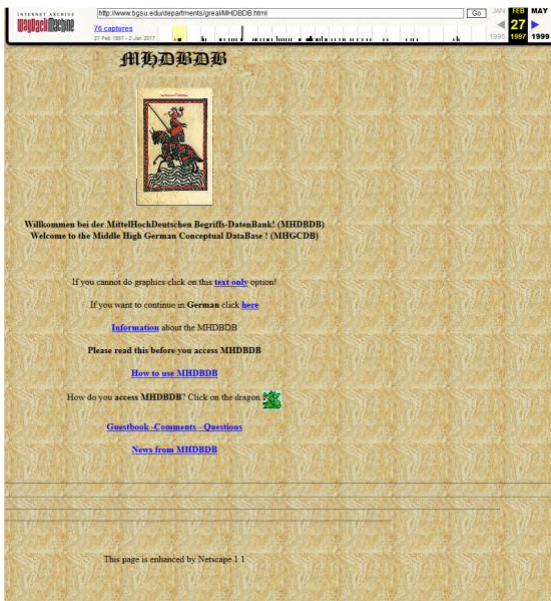 INTERNET ARCHIVE
WayBackMachine
http://www.bgsu.edu/departments/greal/MHDBDB.html
Go
JAN FEB MAY
76 captures
27
27 Feb 1997 - 2 Jan 2017
1996 1997 1999
MHDBDB
Willkommen bei der MittelHochDeutschen Begriffs-DatenBank! (MHDBDB)
Welcome to the Middle High German Conceptual DataBase ! (MHGCDB)
If you cannot do graphics click on this text only option!
If you want to continue in German click here
Information about the MHDBDB
Please read this before you access MHDBDB
How to use MHDBDB
How do you access MHDBDB? Click on the dragon
Guestbook -Comments - Questions
News from MHDBDB
This page is enhanced by Netscape 1.1